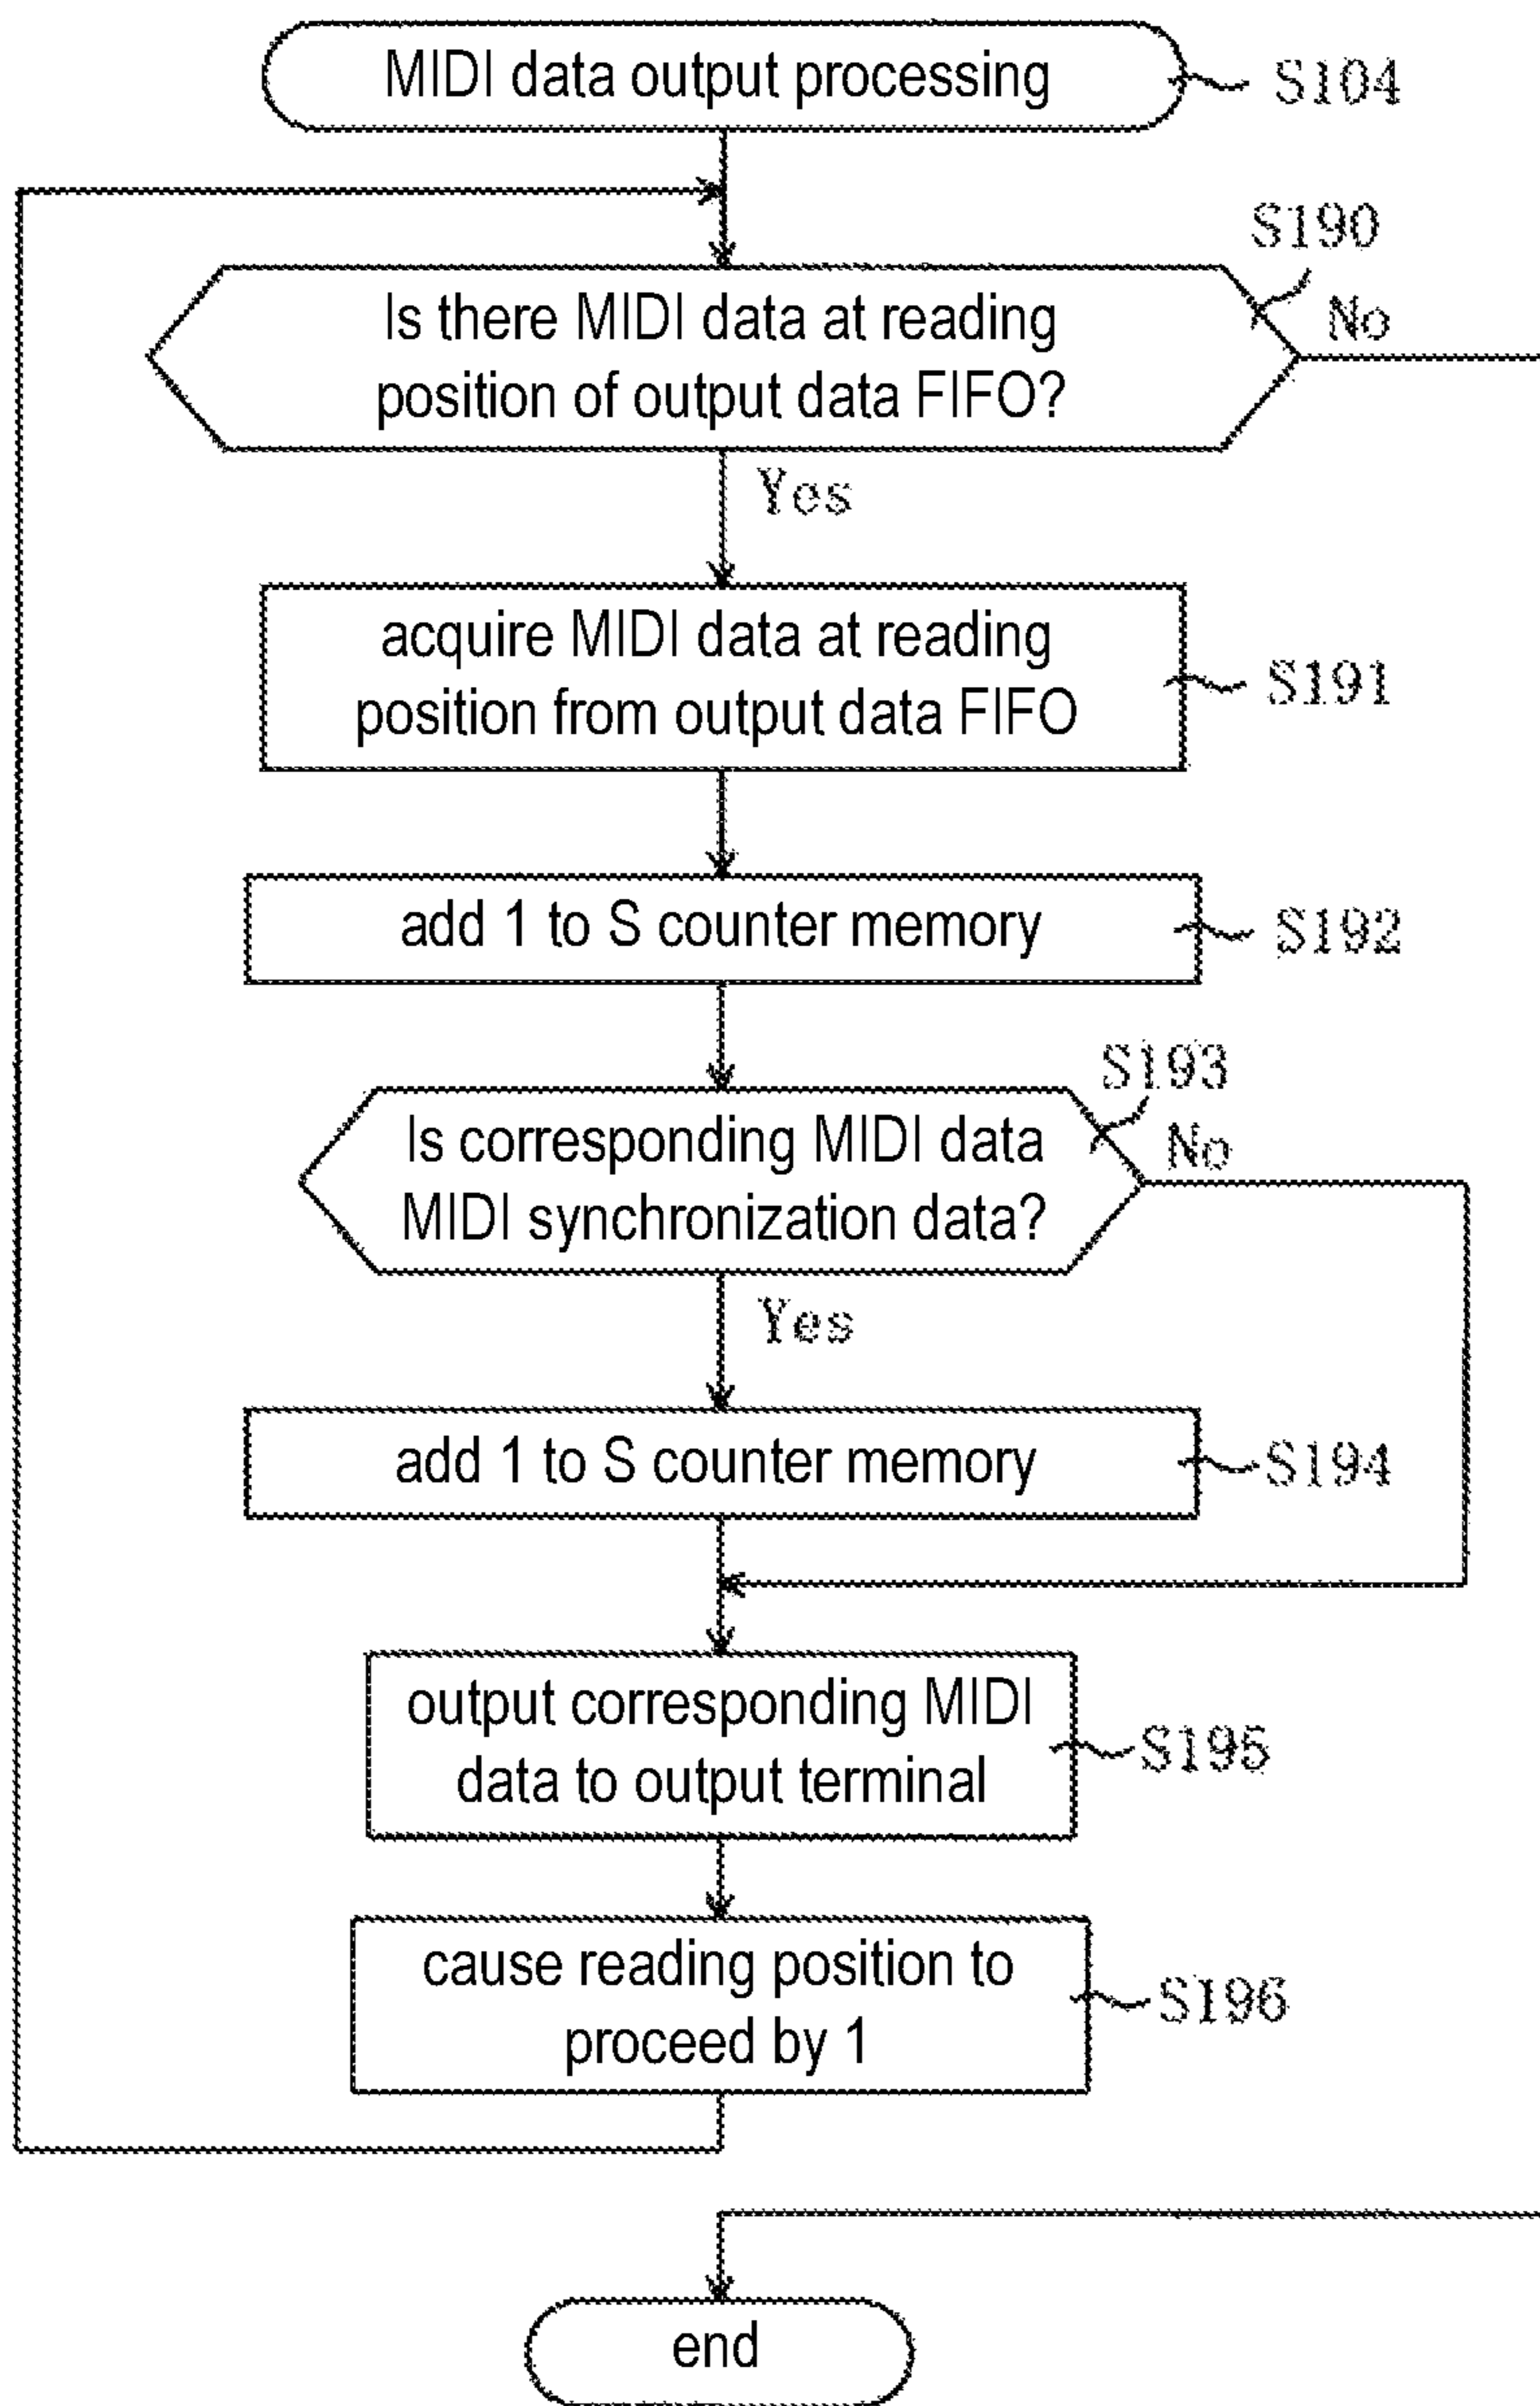 MIDI data output processing
S104
S190
Is there MIDI data at reading
No
position of output data FIFO?
Yes
acquire MIDI data at reading
position from output data FIFO
S191
add 1 to S counter memory
S192
S193
Is corresponding MIDI data
No
MIDI synchronization data?
Yes
add 1 to S counter memory
S194
output corresponding MIDI
data to output terminal
S195
cause reading position to
proceed by 1
S196
end